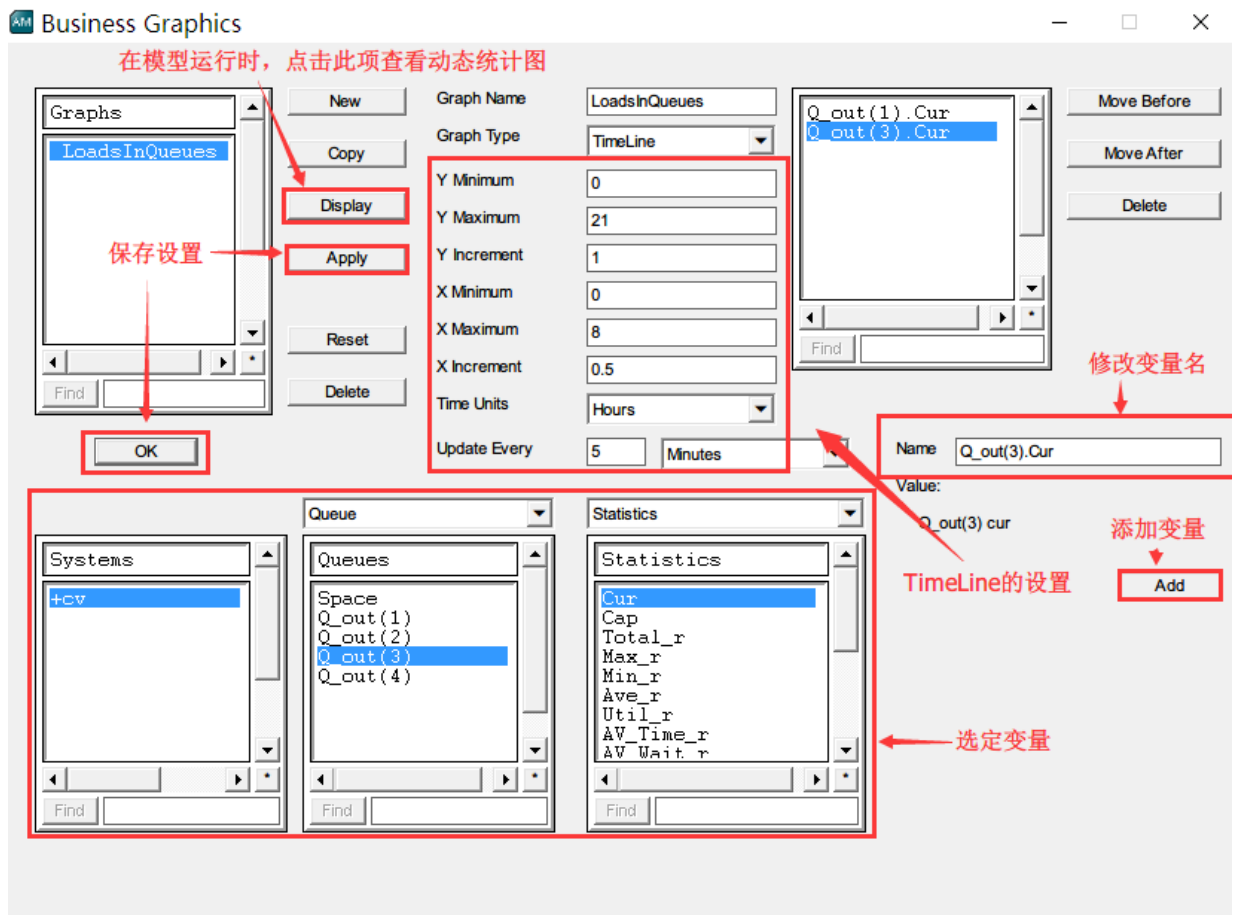 AM Business Graphics
在模型运行时，点击此项查看动态统计图
Graphs
LoadsInQueues
Find
New
Copy
Display
Apply
Reset
Delete
保存设置
OK
Graph Name LoadsInQueues
Graph Type TimeLine
Y Minimum 0
Y Maximum 21
Y Increment 1
X Minimum 0
X Maximum 8
X Increment 0.5
Time Units Hours
Update Every 5 Minutes
Q_out(1).Cur
Q_out(3).Cur
Find
Move Before
Move After
Delete
修改变量名
Name Q_out(3).Cur
Value:
Q_out(3) cur
添加变量
Add
TimeLine的设置
Systems
+cv
Find
Queue
Queues
Space
Q_out(1)
Q_out(2)
Q_out(3)
Q_out(4)
Find
Statistics
Statistics
Cur
Cap
Total_r
Max_r
Min_r
Ave_r
Util_r
AV_Time_r
AV_Wait_r
Find
选定变量